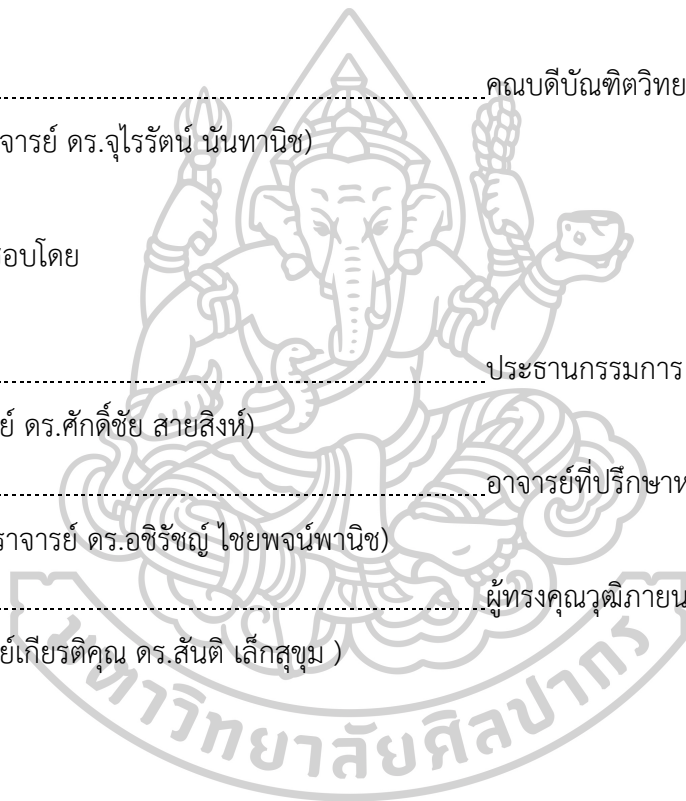 คณบดีบัณฑิตวิทย
จารย์ ดร.จุไรรัตน์ นันทานิช)
อบโดย
ประธานกรรมการ
ย์ ดร.ศักดิ์ชัย สายสิงห์)
อาจารย์ที่ปรึกษาห
ราจารย์ ดร.อชิรัชญ์ ไชยพจน์พานิช)
ผู้ทรงคุณวุฒิภายน
ย์เกียรติคุณ ดร.สันติ เล็กสุขุม )
มหาวิทยาลัยศิลปากร